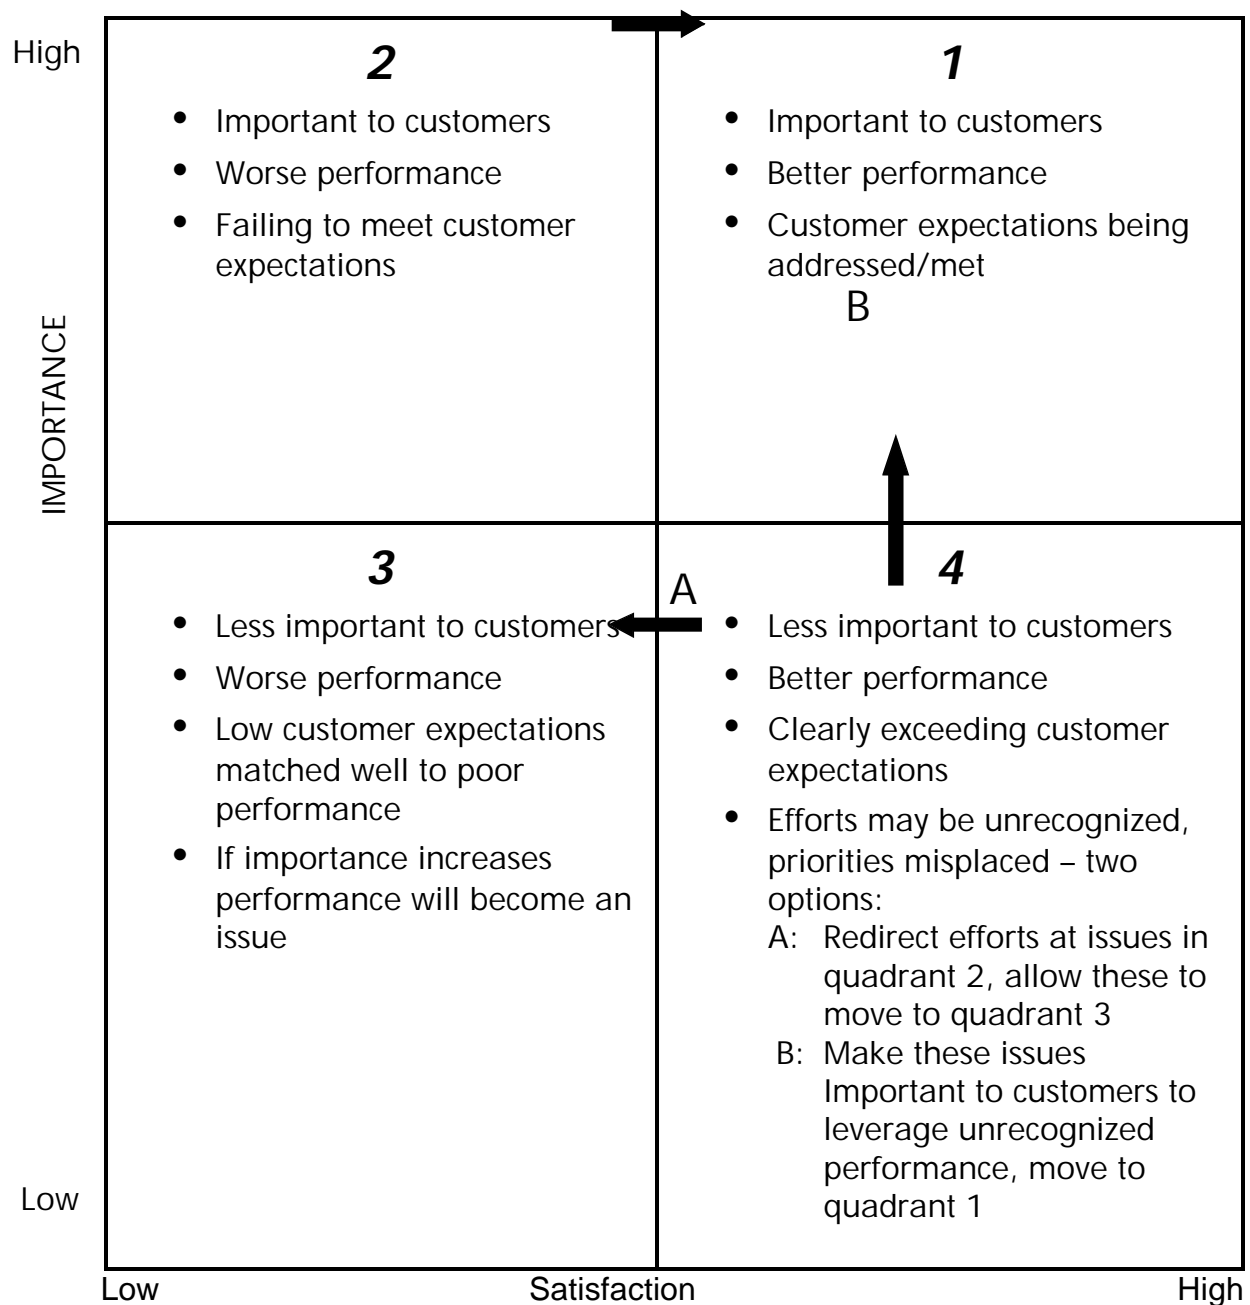 High
IMPORTANCE
2
Important to customers
Worse performance
Failing to meet customer
expectations
1
Important to customers
Better performance
Customer expectations being
addressed/met
B
3
Less important to customers
Worse performance
Low customer expectations
matched well to poor
performance
If importance increases
performance will become an
issue
A
4
Less important to customers
Better performance
Clearly exceeding customer
expectations
Efforts may be unrecognized,
priorities misplaced – two
options:
A: Redirect efforts at issues in
quadrant 2, allow these to
move to quadrant 3
B: Make these issues
Important to customers to
leverage unrecognized
performance, move to
quadrant 1
Low
Low Satisfaction High